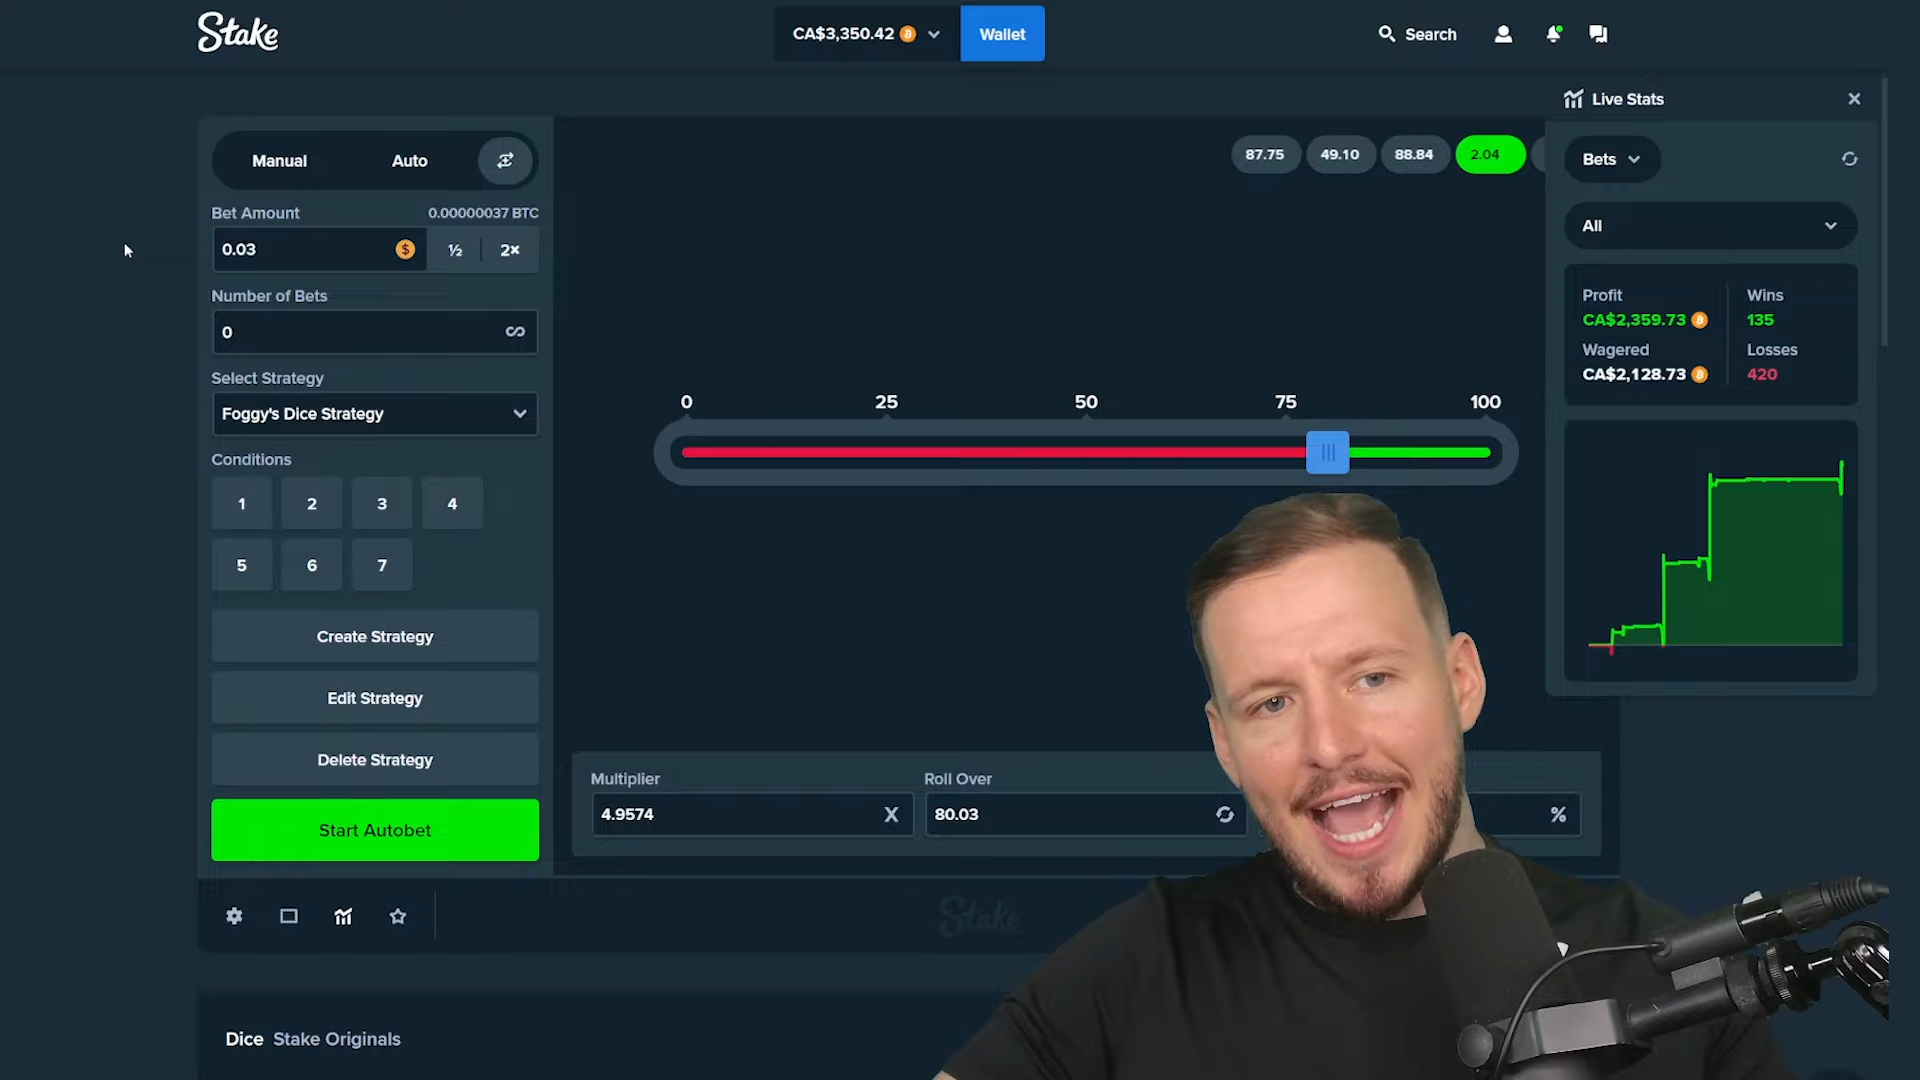 Stake
CA$3,350.42
Wallet
Search
Live Stats
Manual
Auto
87.75
49.10
88.84
2.04
Bets
Bet Amount
0.00000037 BTC
0.03
½
2×
All
Number of Bets
0
Profit
Wins
CA$2,359.73
135
Wagered
Losses
CA$2,128.73
420
Select Strategy
Foggy's Dice Strategy
0
25
50
75
100
Conditions
1
2
3
4
5
6
7
Create Strategy
Edit Strategy
Delete Strategy
Start Autobet
Multiplier
Roll Over
4.9574
X
80.03
%
Stake
Dice Stake Originals